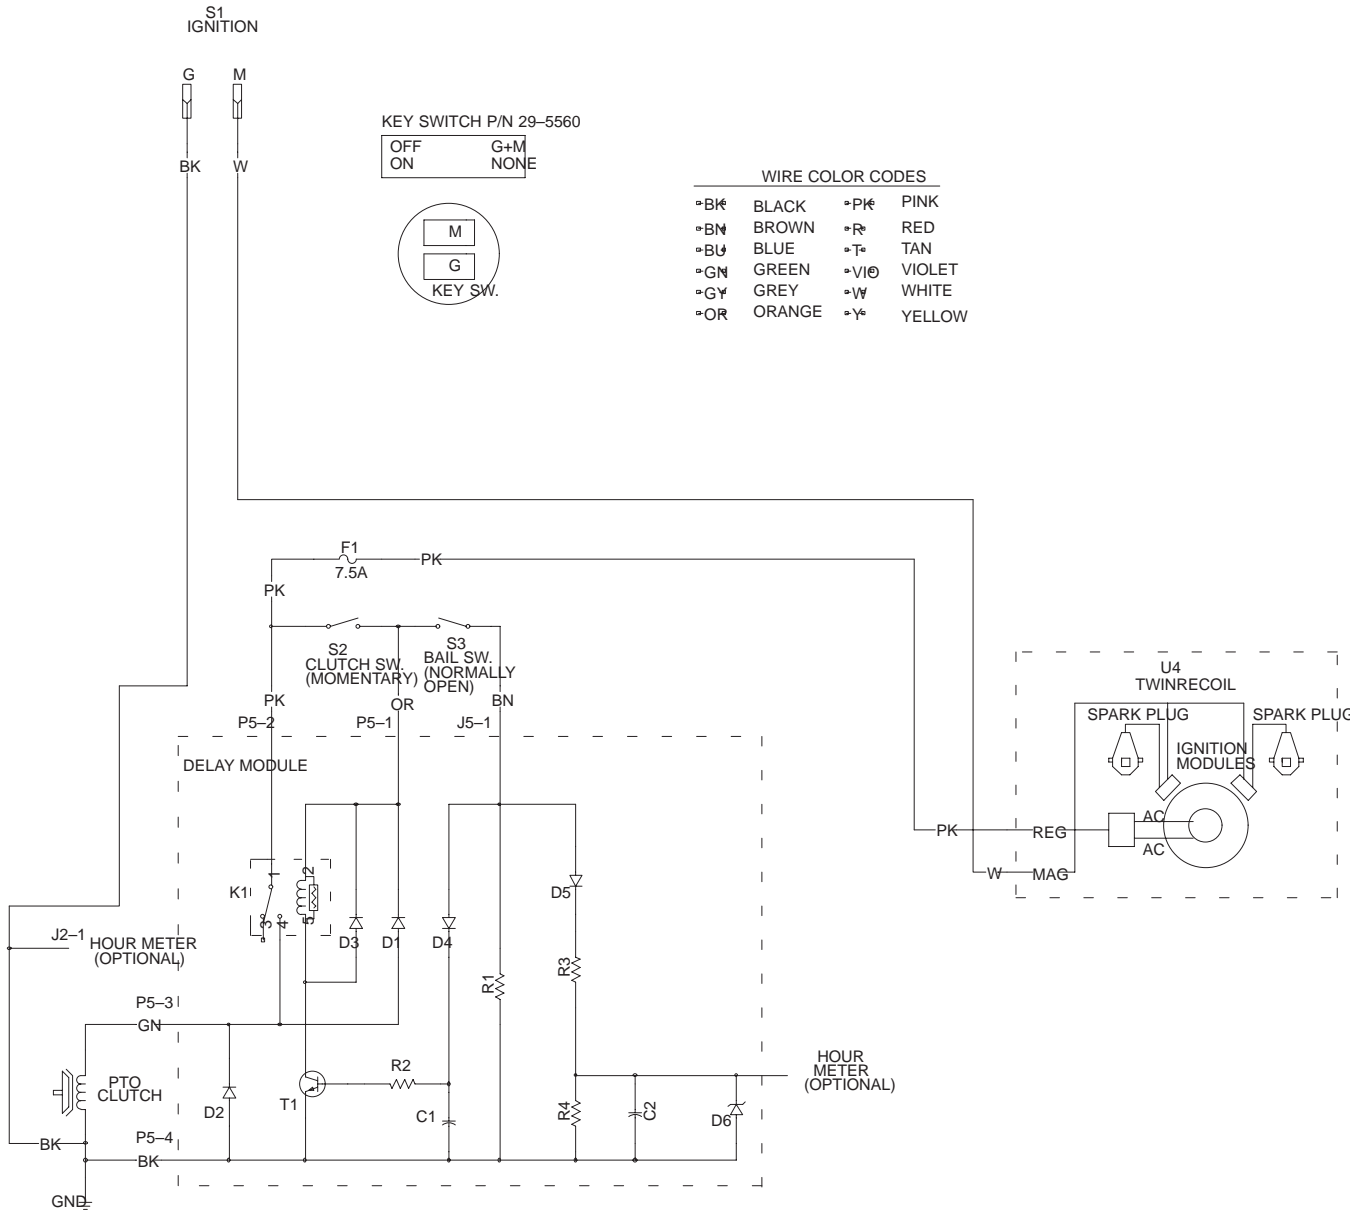 S1
IGNITION
G M
BK W
KEY SWITCH P/N 29–5560
OFF G+M
ON NONE
M
G
KEY SW.
WIRE COLOR CODES
BK BLACK PK PINK
BN BROWN R RED
BU BLUE T TAN
GN GREEN VIO VIOLET
GY GREY W WHITE
OR ORANGE Y YELLOW
F1
7.5A
PK
PK
S2
CLUTCH SW.
(MOMENTARY)
S3
BAIL SW.
(NORMALLY
OPEN)
PK OR BN
P5–2 P5–1 J5–1
DELAY MODULE
U4
TWINRECOIL
SPARK PLUG SPARK PLUG
IGNITION
MODULES
AC
AC
PK REG
W MAG
K1 1 2
3 4 5
D3 D1 D4 D5
R1 R3
J2–1 HOUR METER
(OPTIONAL)
P5–3
GN
PTO
CLUTCH
D2 T1 R2 C1 R4 C2 D6
HOUR
METER
(OPTIONAL)
BK P5–4
BK
GND